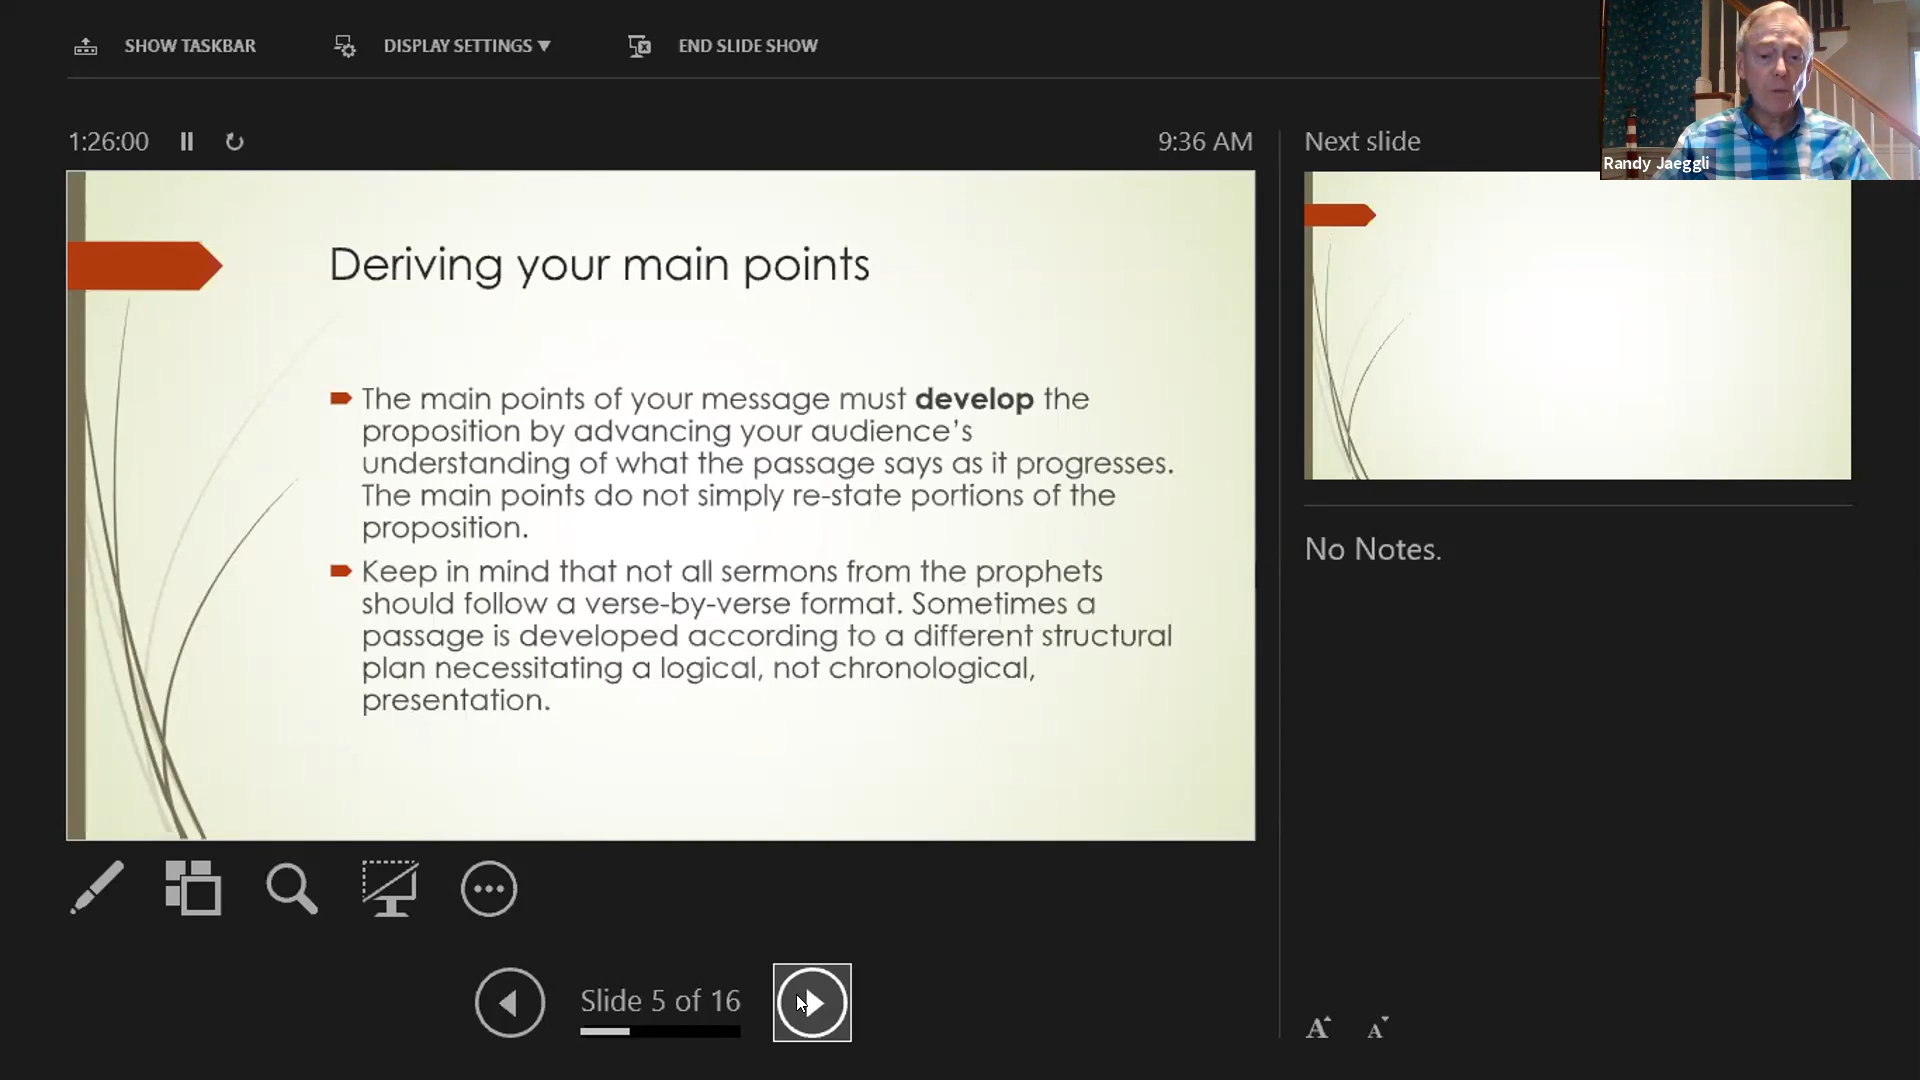 SHOW TASKBAR
DISPLAY SETTINGS ▼
END SLIDE SHOW
Randy Jaeggli
1:26:00
9:36 AM
Next slide
Deriving your main points
The main points of your message must develop the
proposition by advancing your audience's
understanding of what the passage says as it progresses.
The main points do not simply re-state portions of the
proposition.
Keep in mind that not all sermons from the prophets
should follow a verse-by-verse format. Sometimes a
passage is developed according to a different structural
plan necessitating a logical, not chronological,
presentation.
No Notes.
Slide 5 of 16
A A